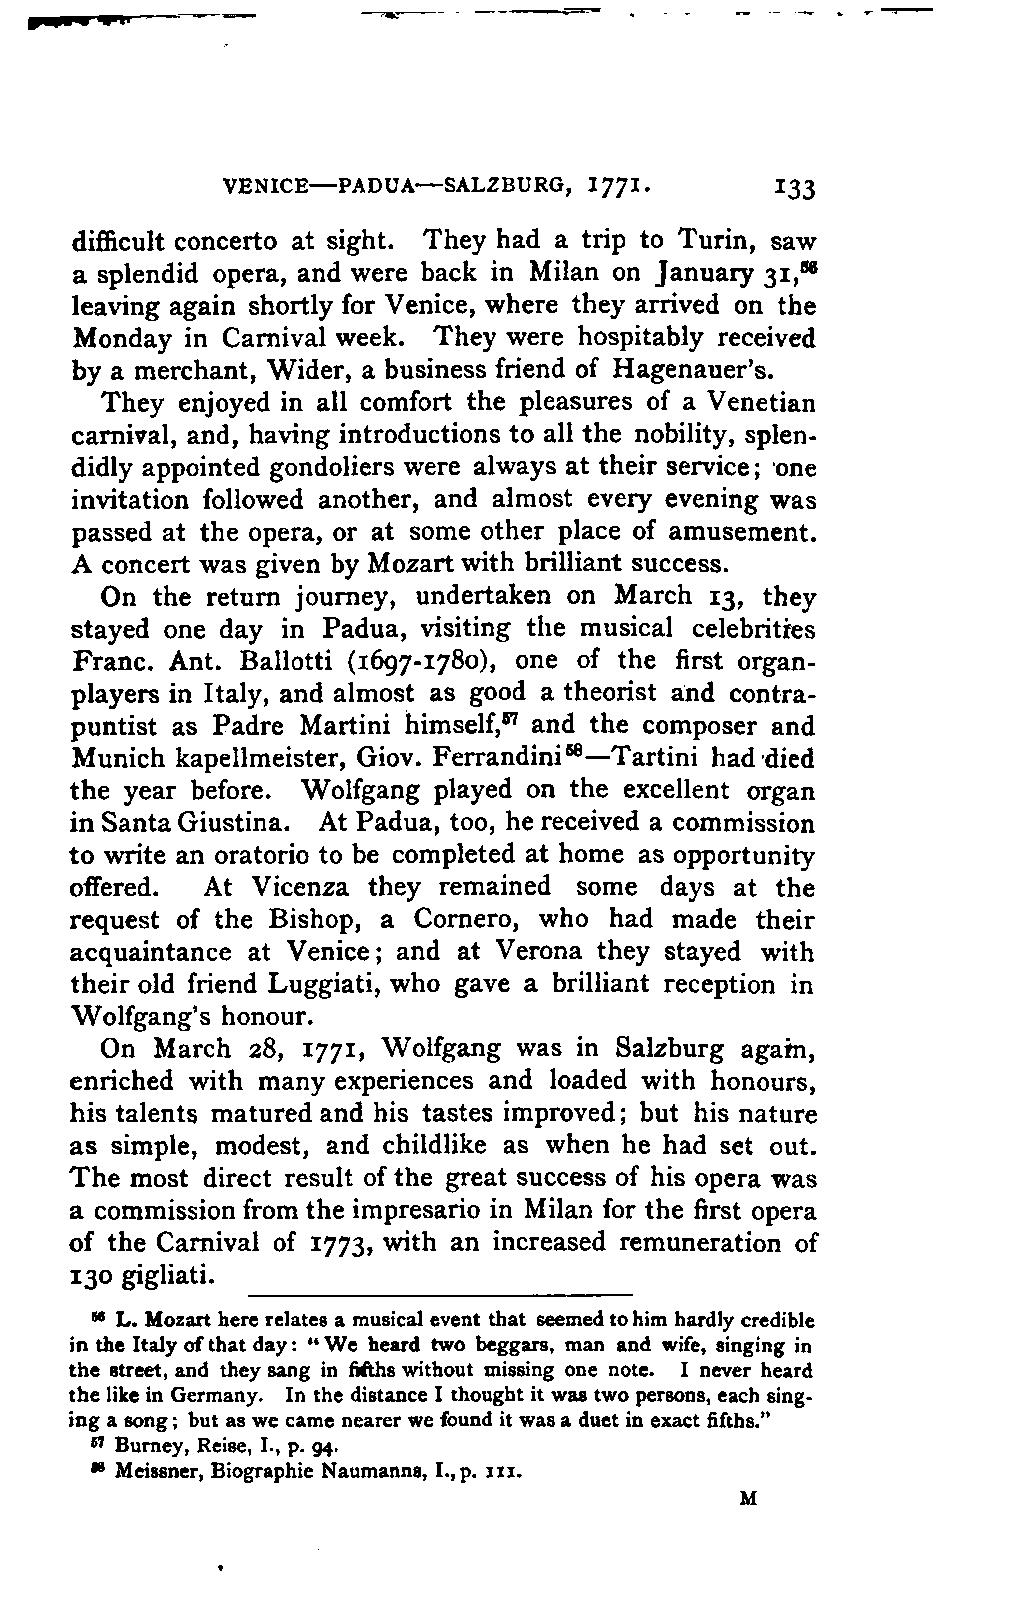 VENICE—PADUA—SALZBURG, 1771. 133
difficult concerto at sight. They had a trip to Turin, saw
a splendid opera, and were back in Milan on January 31,⁵⁶
leaving again shortly for Venice, where they arrived on the
Monday in Carnival week. They were hospitably received
by a merchant, Wider, a business friend of Hagenauer's.
They enjoyed in all comfort the pleasures of a Venetian
carnival, and, having introductions to all the nobility, splen-
didly appointed gondoliers were always at their service; one
invitation followed another, and almost every evening was
passed at the opera, or at some other place of amusement.
A concert was given by Mozart with brilliant success.
On the return journey, undertaken on March 13, they
stayed one day in Padua, visiting the musical celebrities
Franc. Ant. Ballotti (1697-1780), one of the first organ-
players in Italy, and almost as good a theorist and contra-
puntist as Padre Martini himself,⁵⁷ and the composer and
Munich kapellmeister, Giov. Ferrandini⁵⁸—Tartini had died
the year before. Wolfgang played on the excellent organ
in Santa Giustina. At Padua, too, he received a commission
to write an oratorio to be completed at home as opportunity
offered. At Vicenza they remained some days at the
request of the Bishop, a Cornero, who had made their
acquaintance at Venice; and at Verona they stayed with
their old friend Luggiati, who gave a brilliant reception in
Wolfgang's honour.
On March 28, 1771, Wolfgang was in Salzburg again,
enriched with many experiences and loaded with honours,
his talents matured and his tastes improved; but his nature
as simple, modest, and childlike as when he had set out.
The most direct result of the great success of his opera was
a commission from the impresario in Milan for the first opera
of the Carnival of 1773, with an increased remuneration of
130 gigliati.
⁵⁶ L. Mozart here relates a musical event that seemed to him hardly credible
in the Italy of that day: "We heard two beggars, man and wife, singing in
the street, and they sang in fifths without missing one note. I never heard
the like in Germany. In the distance I thought it was two persons, each sing-
ing a song; but as we came nearer we found it was a duet in exact fifths."
⁵⁷ Burney, Reise, I., p. 94.
⁵⁸ Meissner, Biographie Naumanns, I., p. 111.
M